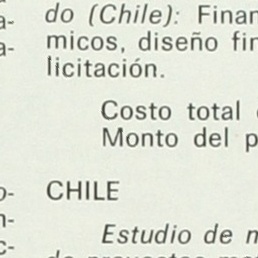 do (Chile): Finan
micos, diseño fin
licitación.
Costo total
Monto del p
CHILE
Estudio de m